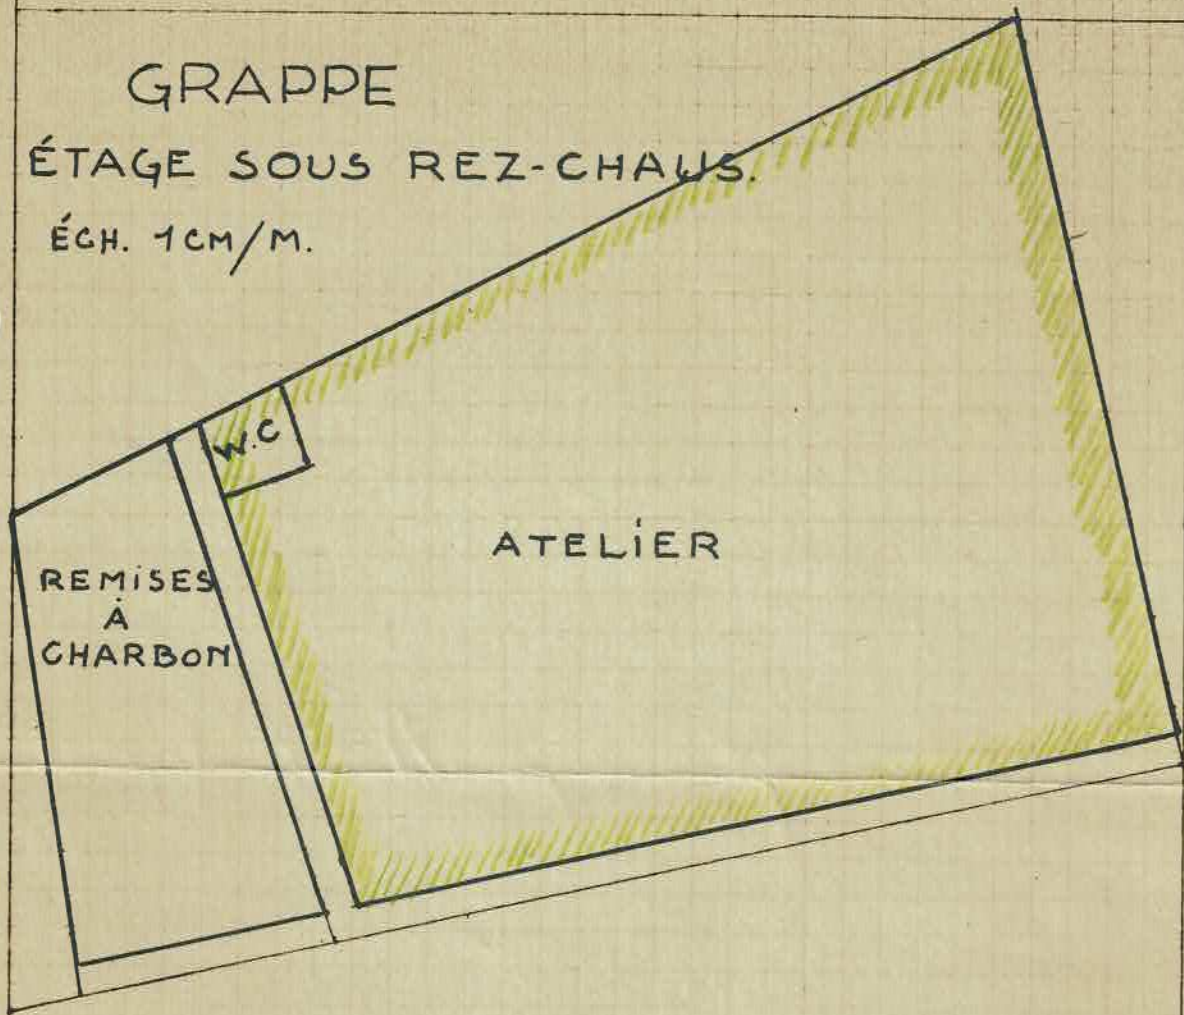 GRAPPE
ÉTAGE SOUS REZ-CHAUS.
ÉCH. 1CM/M.
W.C
ATELIER
REMISES
À
CHARBON